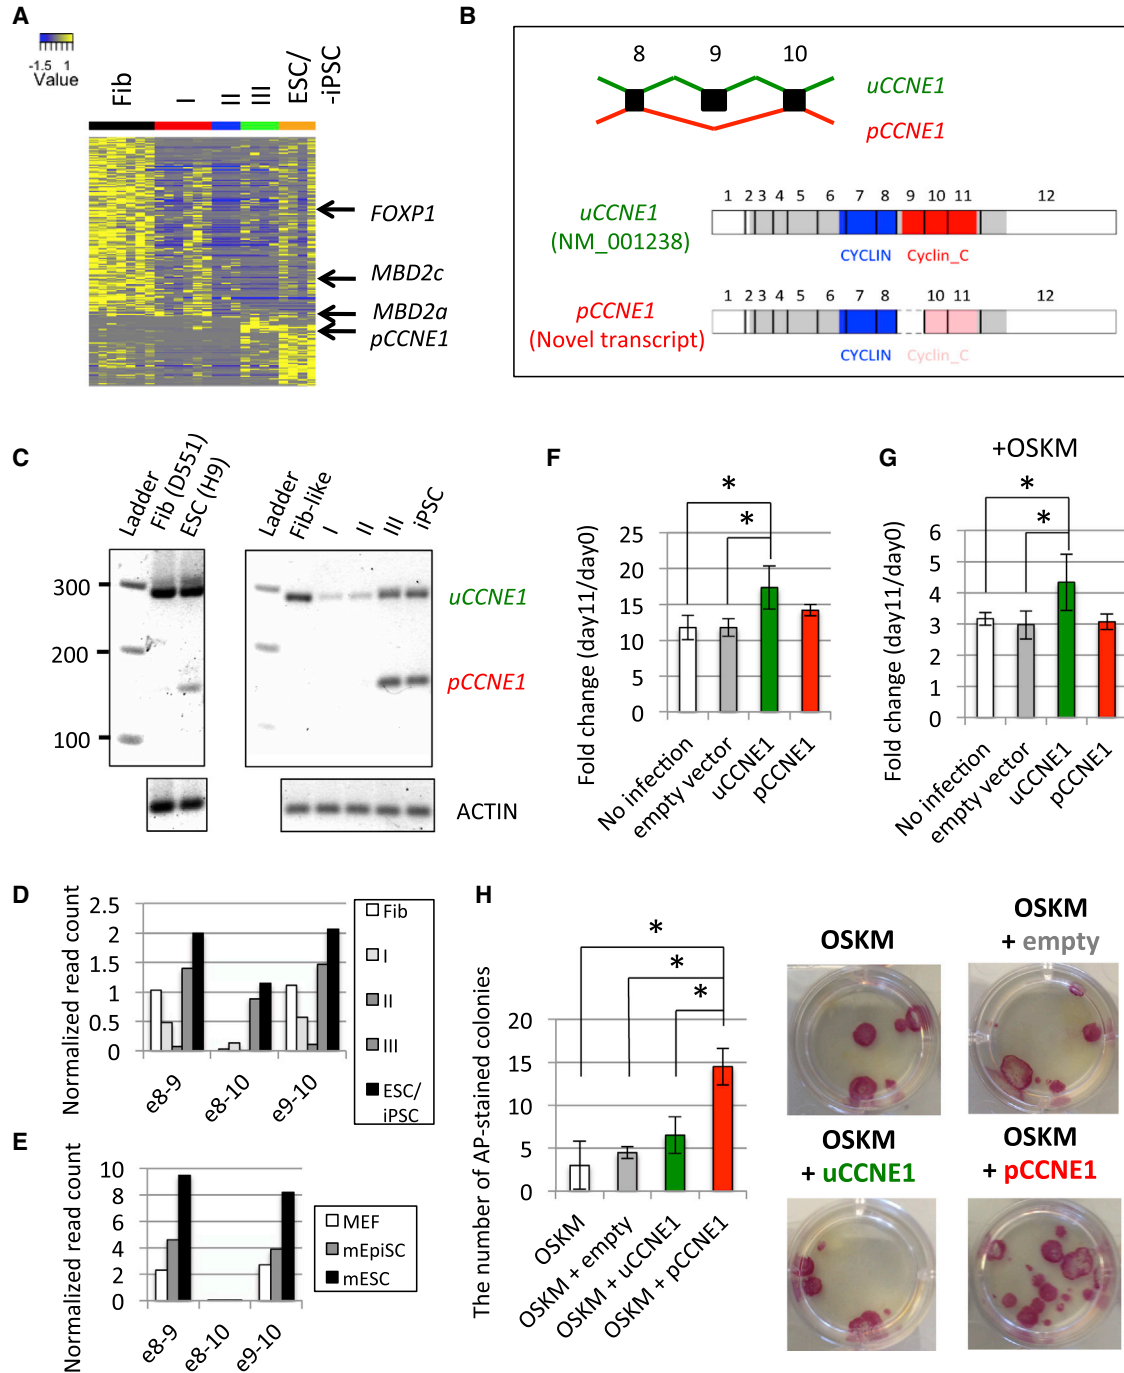 A
-1.5 1
Value
Fib
I
II
III
ESC/
-iPSC
FOXP1
MBD2c
MBD2a
pCCNE1
B
8 9 10
uCCNE1
pCCNE1
1 2 3 4 5 6 7 8 9 10 11 12
uCCNE1
(NM_001238)
CYCLIN Cyclin_C
1 2 3 4 5 6 7 8 10 11 12
pCCNE1
(Novel transcript)
CYCLIN Cyclin_C
C
Ladder
Fib (D551)
ESC (H9)
Ladder
Fib-like
I
II
III
iPSC
300
200
100
uCCNE1
pCCNE1
ACTIN
F
Fold change (day11/day0)
25
20
15
10
5
0
*
*
No infection
empty vector
uCCNE1
pCCNE1
G
+OSKM
Fold change (day11/day0)
6
5
4
3
2
1
0
*
*
No infection
empty vector
uCCNE1
pCCNE1
D
Normalized read count
2.5
2
1.5
1
0.5
0
e8-9
e8-10
e9-10
Fib
I
II
III
ESC/
iPSC
E
Normalized read count
10
8
6
4
2
0
e8-9
e8-10
e9-10
MEF
mEpiSC
mESC
H
The number of AP-stained colonies
20
15
10
5
0
*
*
*
OSKM
OSKM + empty
OSKM + uCCNE1
OSKM + pCCNE1
OSKM
OSKM
+ empty
OSKM
+ uCCNE1
OSKM
+ pCCNE1